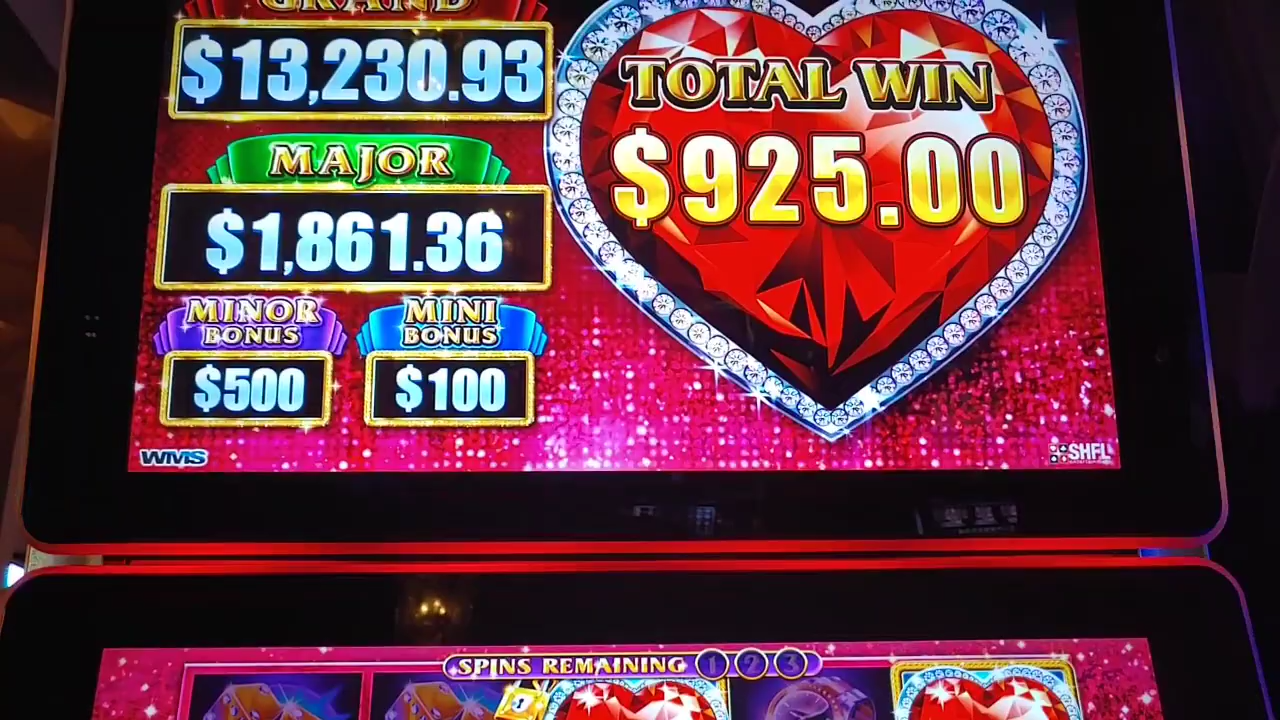 GRAND
$13,230.93
MAJOR
$1,861.36
MINOR
BONUS
$500
MINI
BONUS
$100
TOTAL WIN
$925.00
WMS
SHFL
SPINS REMAINING 1 2 3